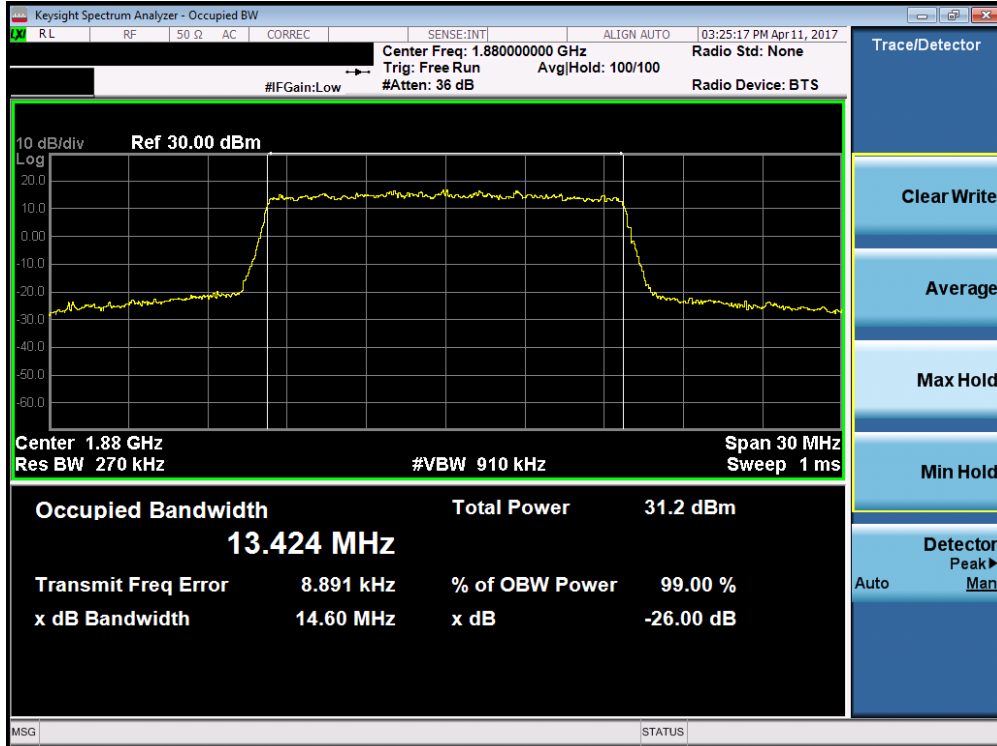 Keysight Spectrum Analyzer - Occupied BW
LXI RL RF 50 Ω AC CORREC SENSE:INT ALIGN AUTO 03:25:17 PM Apr 11, 2017
Center Freq: 1.880000000 GHz Radio Std: None
Trig: Free Run Avg|Hold: 100/100
#IFGain:Low #Atten: 36 dB Radio Device: BTS
Trace/Detector
10 dB/div Ref 30.00 dBm
Log
20.0
10.0
0.00
-10.0
-20.0
-30.0
-40.0
-50.0
-60.0
Center 1.88 GHz Span 30 MHz
Res BW 270 kHz #VBW 910 kHz Sweep 1 ms
Occupied Bandwidth Total Power 31.2 dBm
13.424 MHz
Transmit Freq Error 8.891 kHz % of OBW Power 99.00 %
x dB Bandwidth 14.60 MHz x dB -26.00 dB
Clear Write
Average
Max Hold
Min Hold
Detector
Peak▶
Auto Man
MSG STATUS